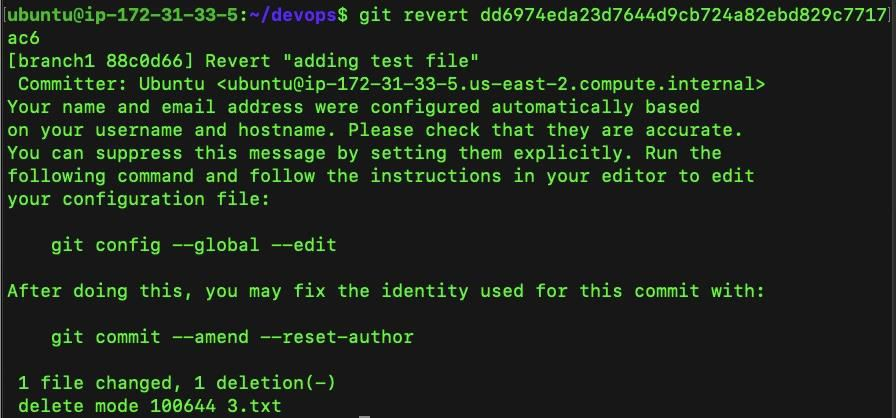 ubuntu@ip-172-31-33-5:~/devops$ git revert dd6974eda23d7644d9cb724a82ebd829c7717
ac6
[branch1 88c0d66] Revert "adding test file"
 Committer: Ubuntu <ubuntu@ip-172-31-33-5.us-east-2.compute.internal>
Your name and email address were configured automatically based
on your username and hostname. Please check that they are accurate.
You can suppress this message by setting them explicitly. Run the
following command and follow the instructions in your editor to edit
your configuration file:

    git config --global --edit

After doing this, you may fix the identity used for this commit with:

    git commit --amend --reset-author

 1 file changed, 1 deletion(-)
 delete mode 100644 3.txt